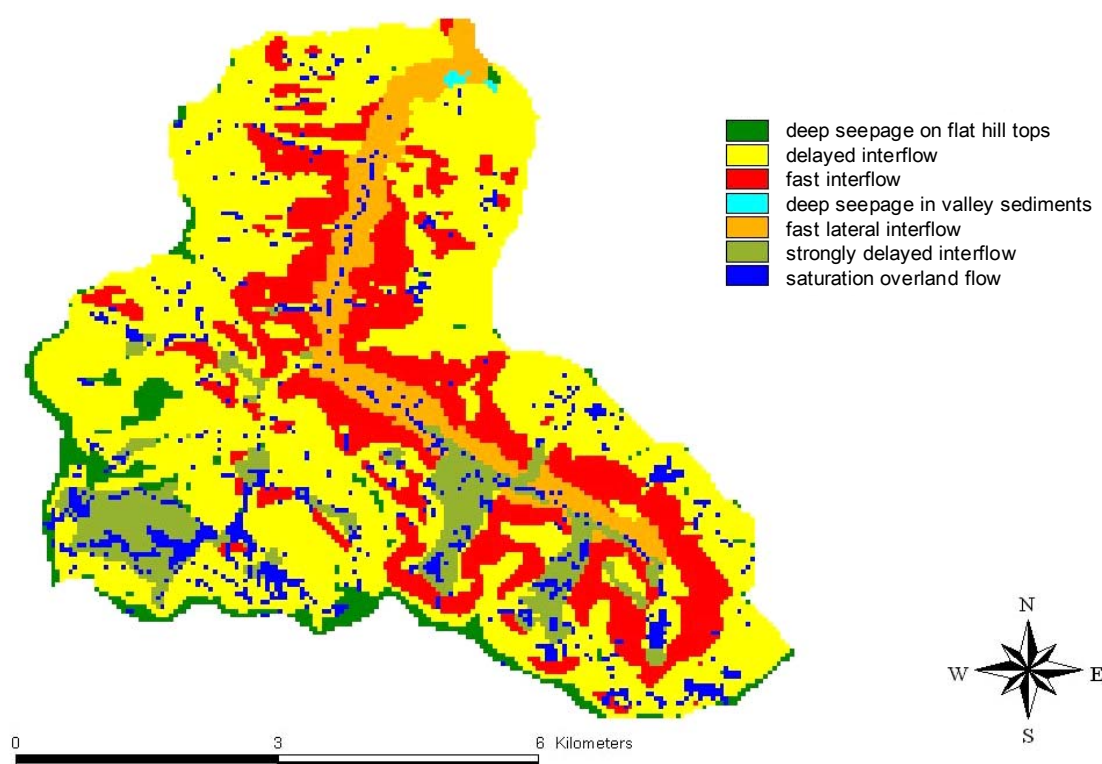 deep seepage on flat hill tops
delayed interflow
fast interflow
deep seepage in valley sediments
fast lateral interflow
strongly delayed interflow
saturation overland flow
N
W E
S
0 3 6 Kilometers